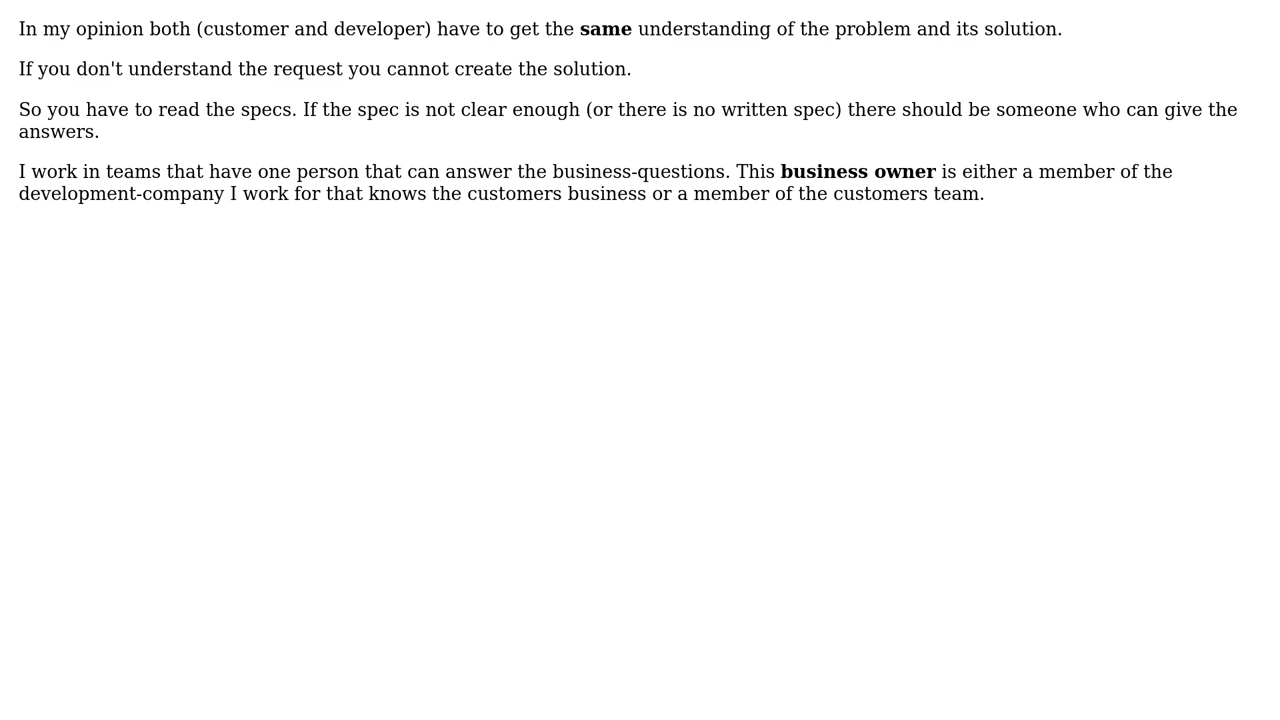 In my opinion both (customer and developer) have to get the same understanding of the problem and its solution.
If you don't understand the request you cannot create the solution.
So you have to read the specs. If the spec is not clear enough (or there is no written spec) there should be someone who can give the
answers.
I work in teams that have one person that can answer the business-questions. This business owner is either a member of the
development-company I work for that knows the customers business or a member of the customers team.